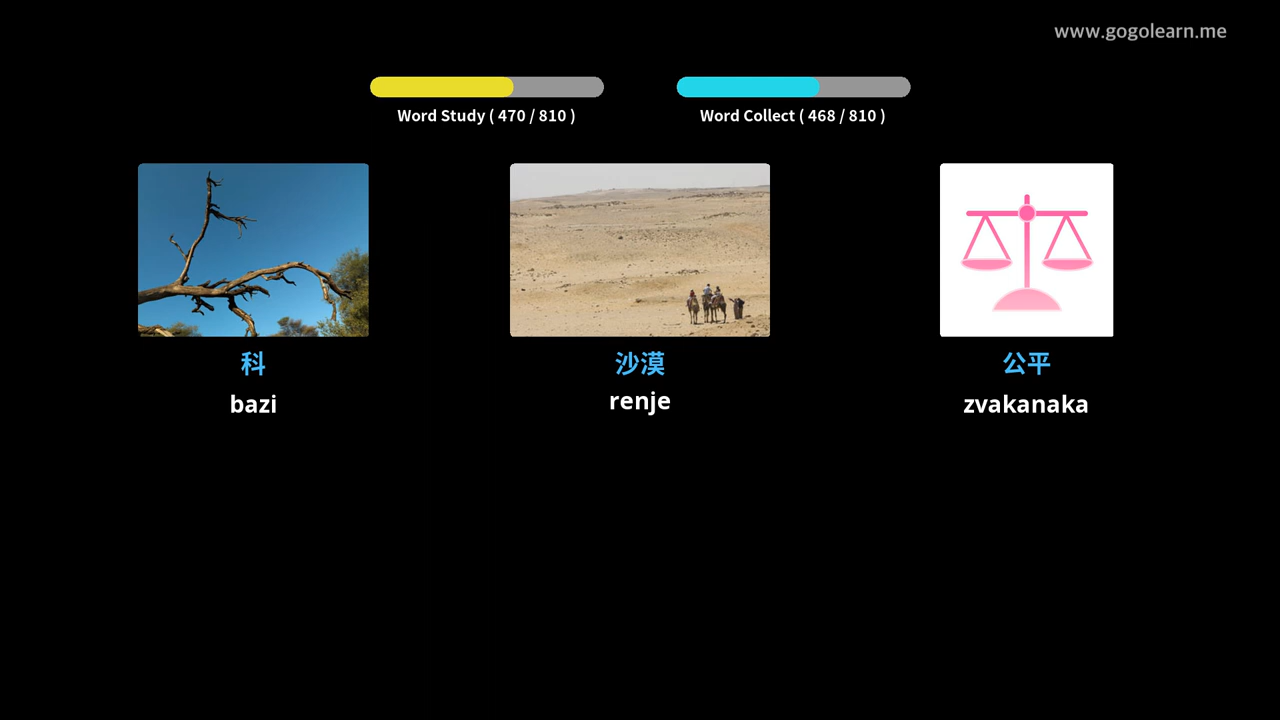 www.gogolearn.me
Word Study ( 470 / 810 )
Word Collect ( 468 / 810 )
科
沙漠
公平
bazi
renje
zvakanaka